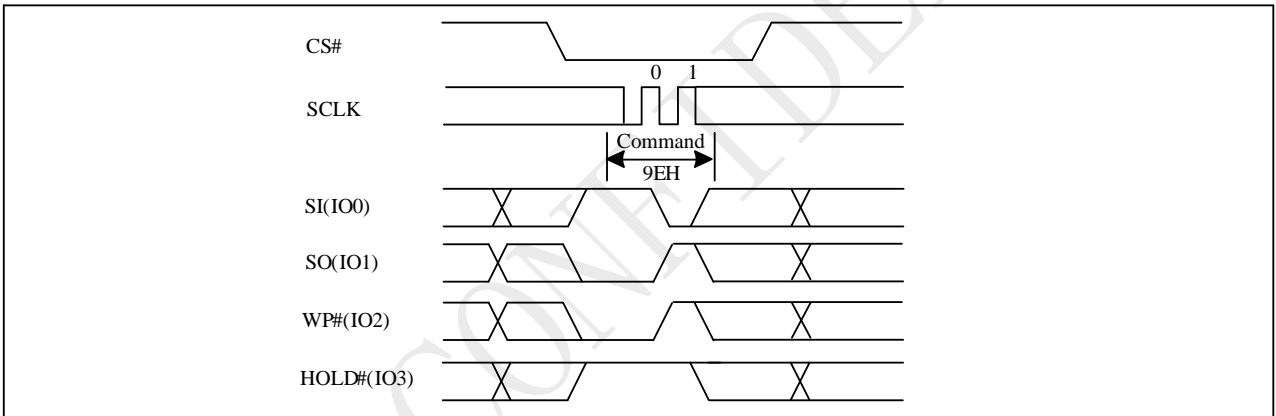 CS#
0 1
SCLK
Command
9EH
SI(IO0)
SO(IO1)
WP#(IO2)
HOLD#(IO3)